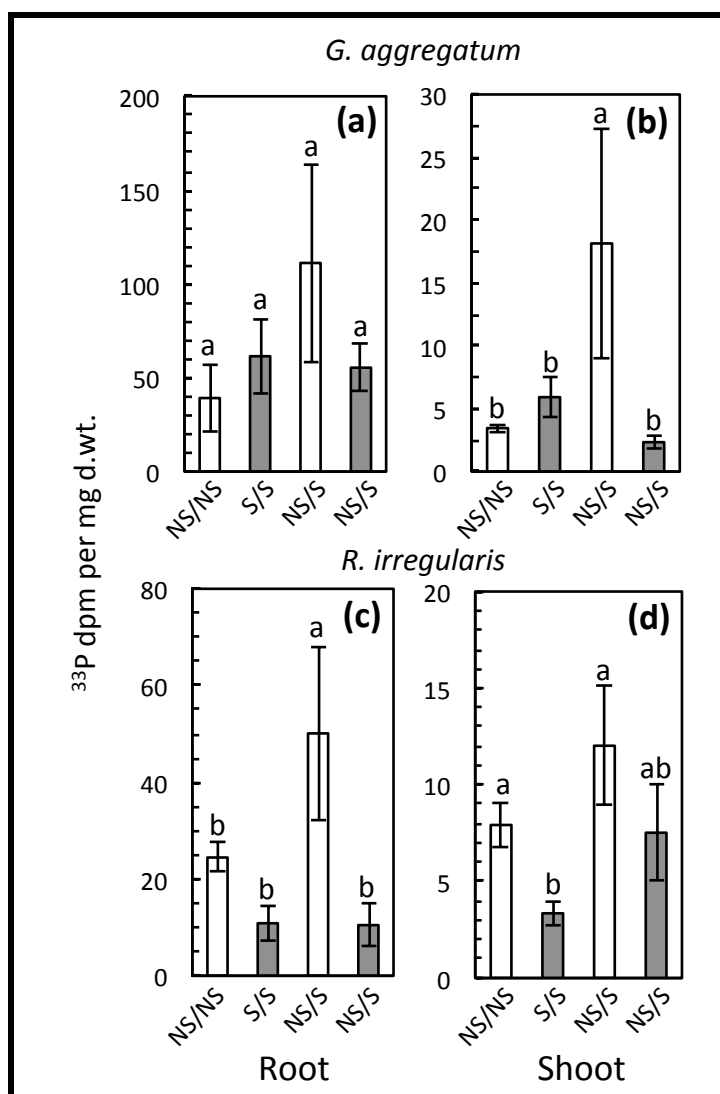 G. aggregatum
200
150
100
50
0
(a)
a
a
a
a
NS/NS
S/S
NS/S
NS/S
30
25
20
15
10
5
0
(b)
a
b
b
b
NS/NS
S/S
NS/S
NS/S
³³P dpm per mg d.wt.
R. irregularis
80
60
40
20
0
(c)
a
b
b
b
NS/NS
S/S
NS/S
NS/S
Root
20
15
10
5
0
(d)
a
a
b
ab
NS/NS
S/S
NS/S
NS/S
Shoot